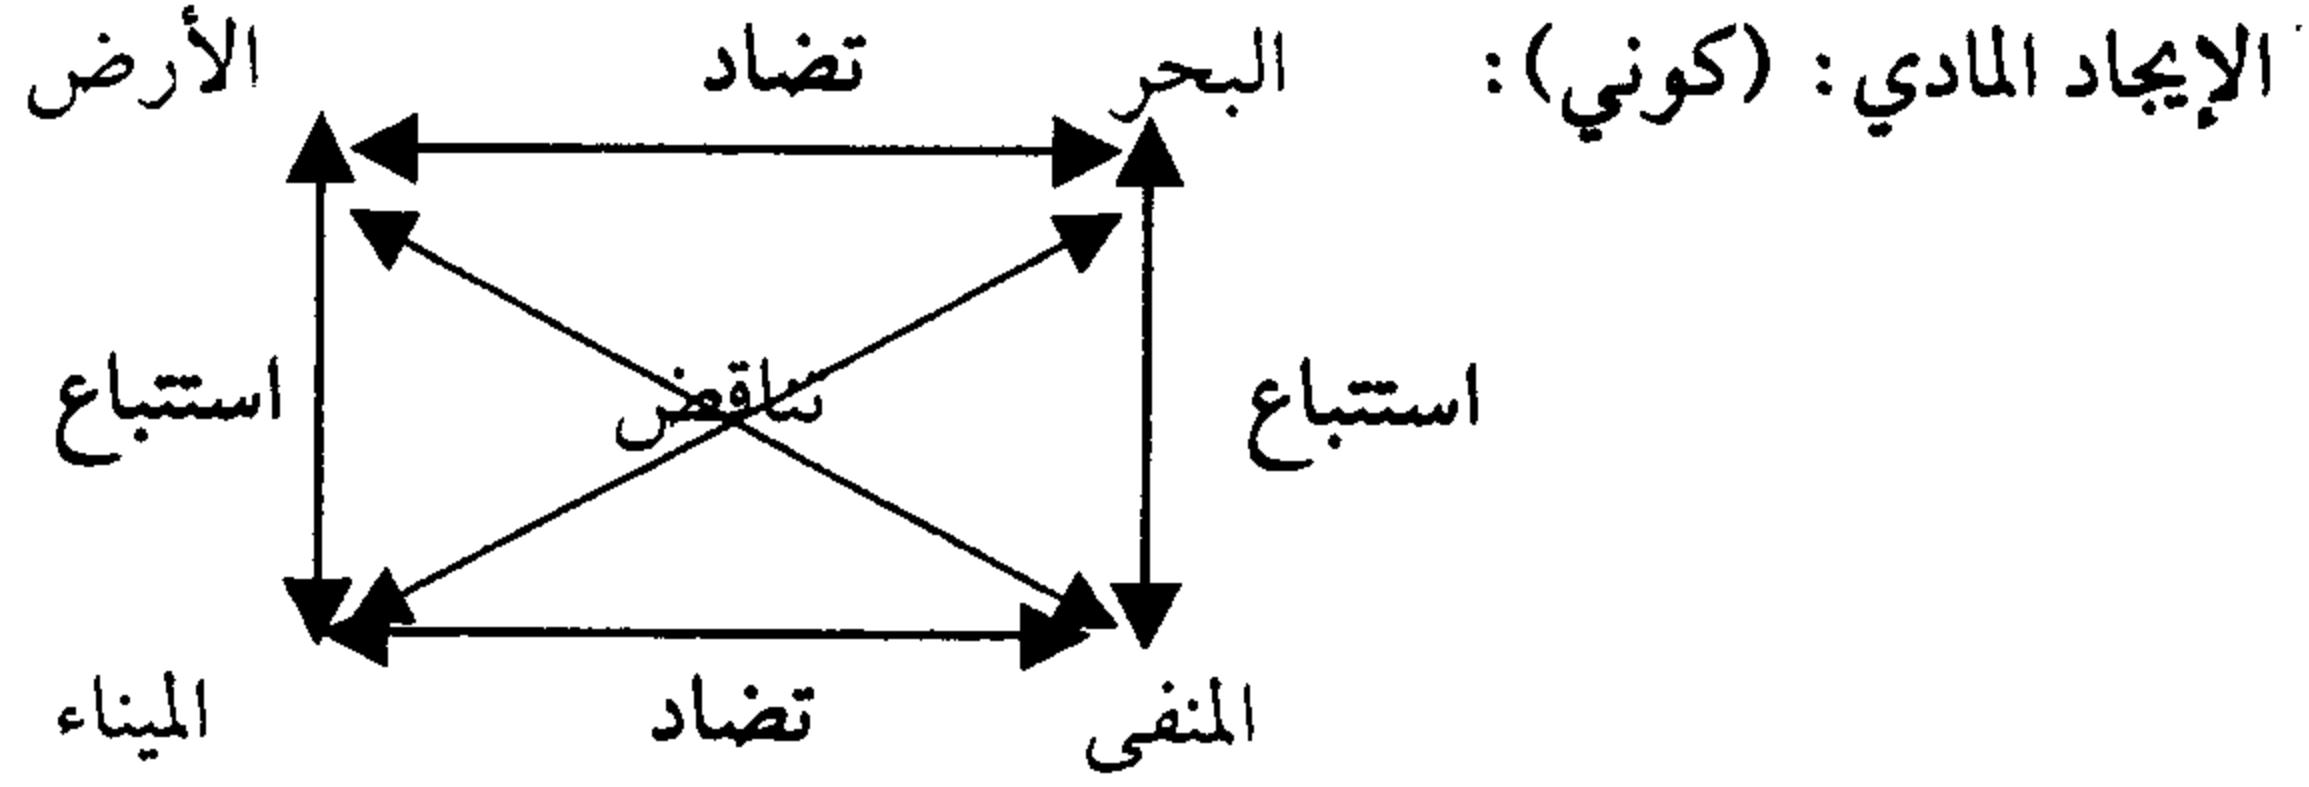 الإيجاد المادي: (كوني): البحر تضاد الأرض
استتباع تناقض استتباع
المنفى تضاد الميناء